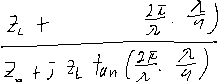 Z_L + (2π/λ · λ/4)
Z_0 + j Z_L tan(2π/λ · λ/4)